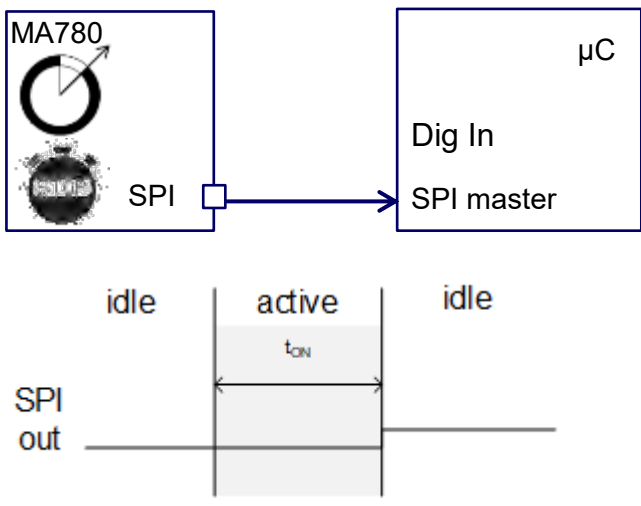 MA780
µC
Dig In
SPI
SPI master
idle
active
idle
tON
SPI
out